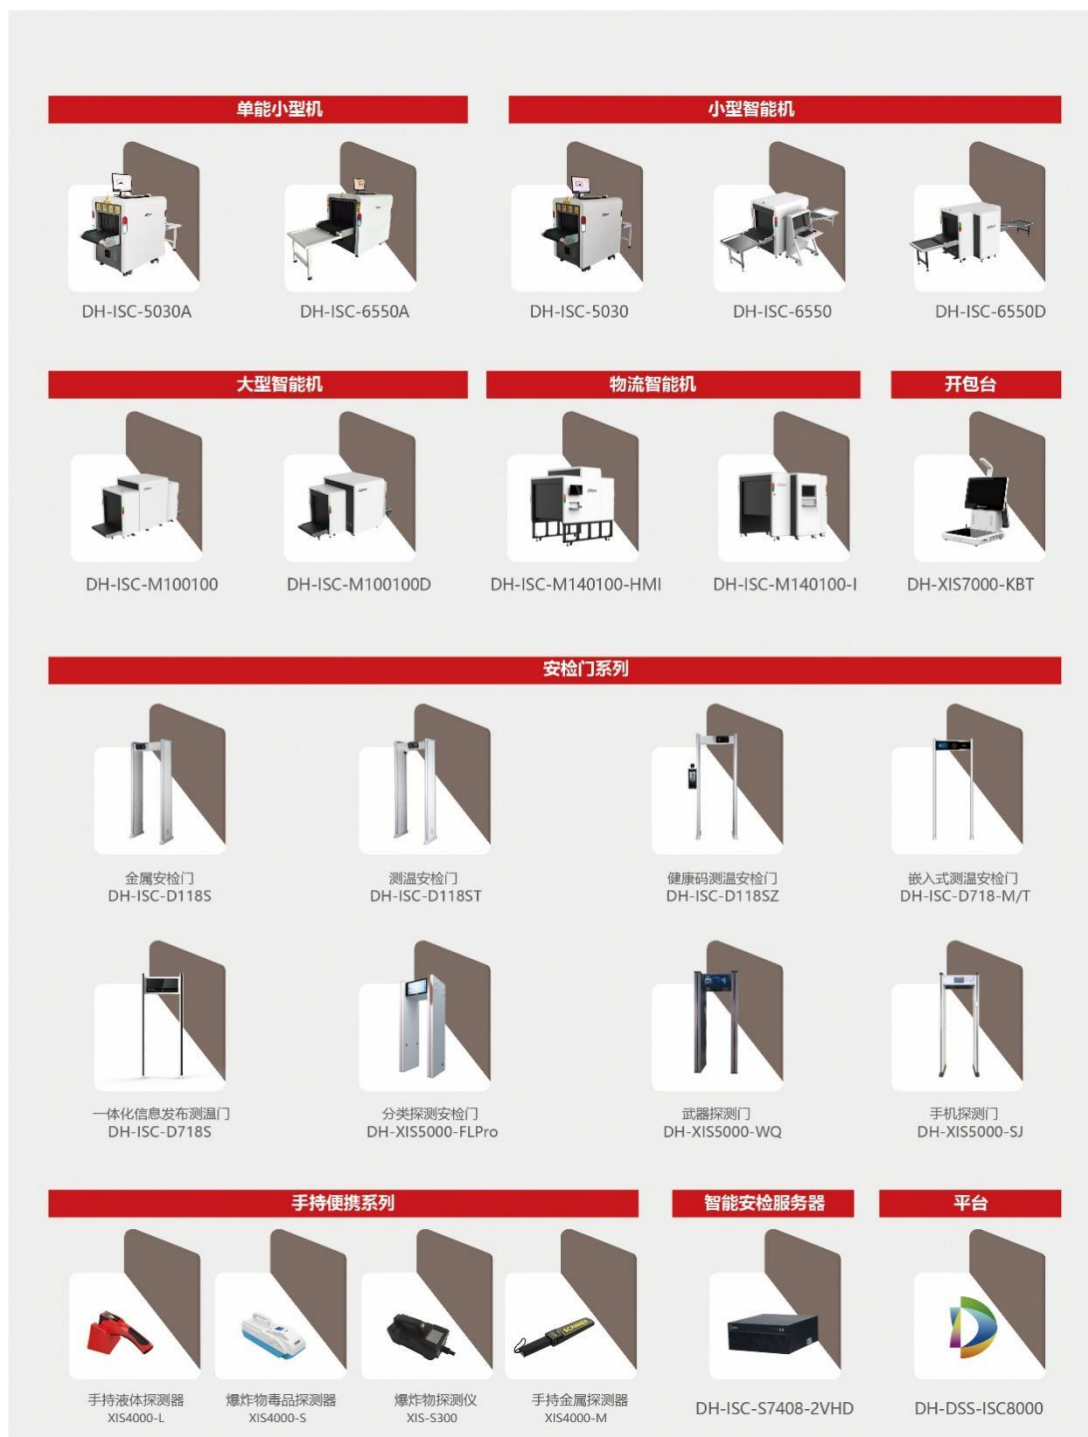 单能小型机
小型智能机
DH-ISC-5030A
DH-ISC-6550A
DH-ISC-5030
DH-ISC-6550
DH-ISC-6550D
大型智能机
物流智能机
开包台
DH-ISC-M100100
DH-ISC-M100100D
DH-ISC-M140100-HMI
DH-ISC-M140100-I
DH-XIS7000-KBT
安检门系列
金属安检门
DH-ISC-D118S
测温安检门
DH-ISC-D118ST
健康码测温安检门
DH-ISC-D118SZ
嵌入式测温安检门
DH-ISC-D718-M/T
一体化信息发布测温门
DH-ISC-D718S
分类探测安检门
DH-XIS5000-FLPro
武器探测门
DH-XIS5000-WQ
手机探测门
DH-XIS5000-SJ
手持便携系列
智能安检服务器
平台
手持液体探测器
XIS4000-L
爆炸物毒品探测器
XIS4000-S
爆炸物探测仪
XIS-S300
手持金属探测器
XIS4000-M
DH-ISC-S7408-2VHD
DH-DSS-ISC8000